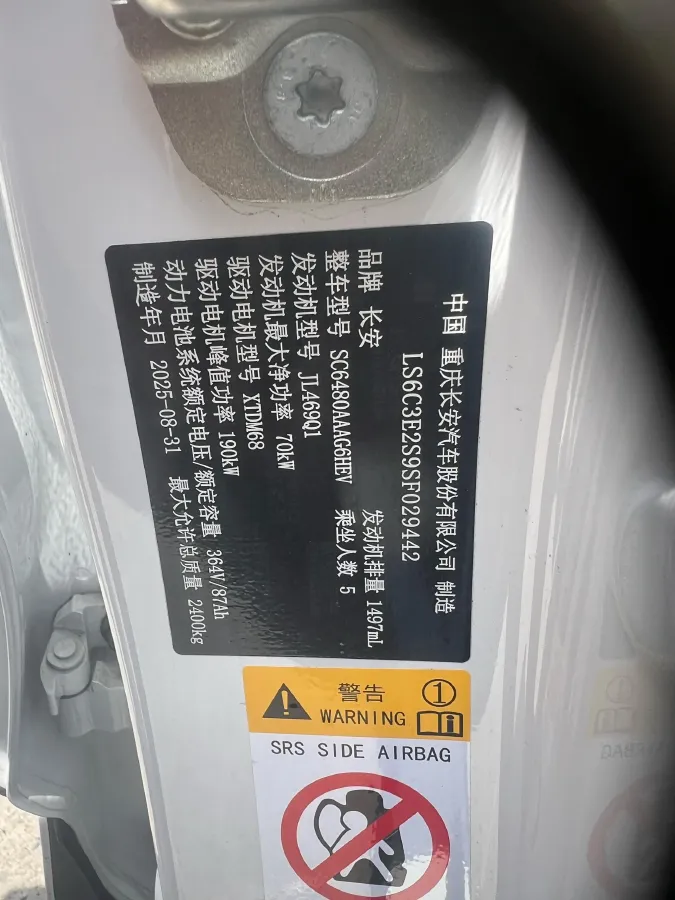 中国 重庆长安汽车股份有限公司 制造
LS6C3E2S9SF029442
品牌 长安 发动机排量 1497mL
整车型号 SC6480AAAG6HEV 乘坐人数 5
发动机型号 JL469Q1
发动机最大净功率 70kW
驱动电机型号 XTDM68
驱动电机峰值功率 190kW
动力电池系统额定电压/额定容量 364V/87Ah
制造年月 2025-08-31 最大允许总质量 2400kg
警告 1
WARNING
SRS SIDE AIRBAG